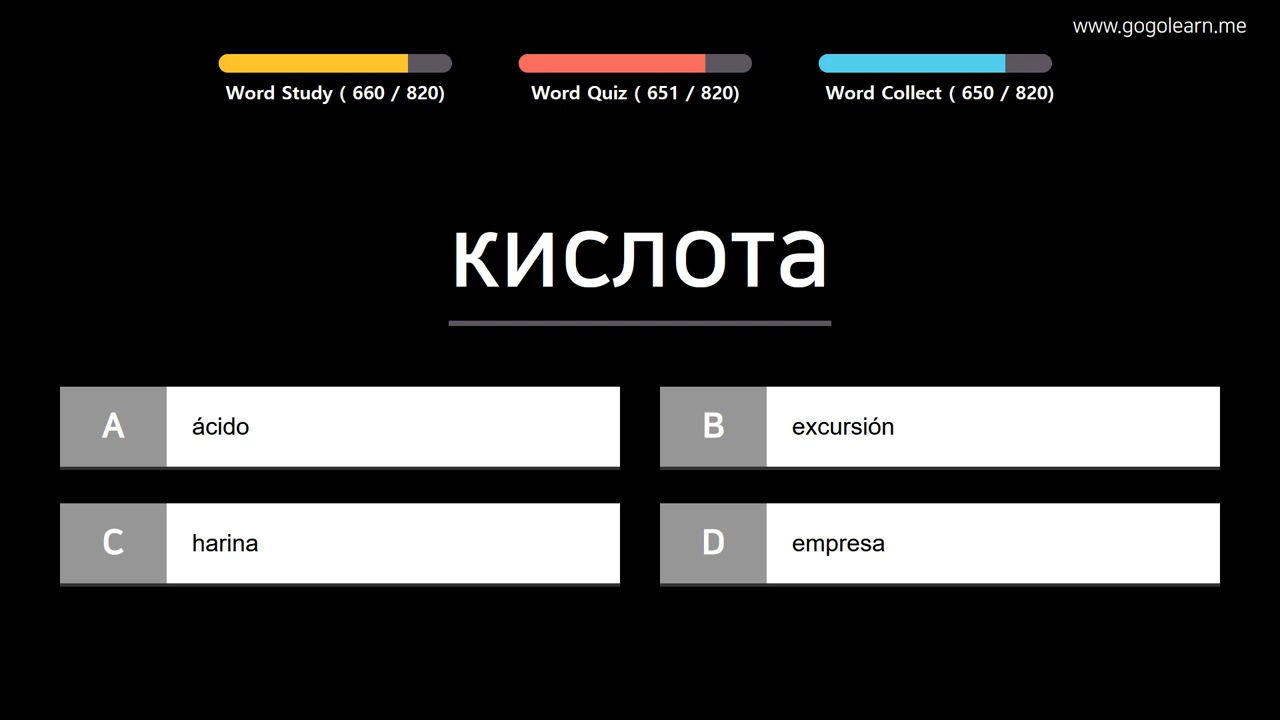 www.gogolearn.me
Word Study ( 660 / 820)
Word Quiz ( 651 / 820)
Word Collect ( 650 / 820)
кислота
A
ácido
B
excursión
C
harina
D
empresa